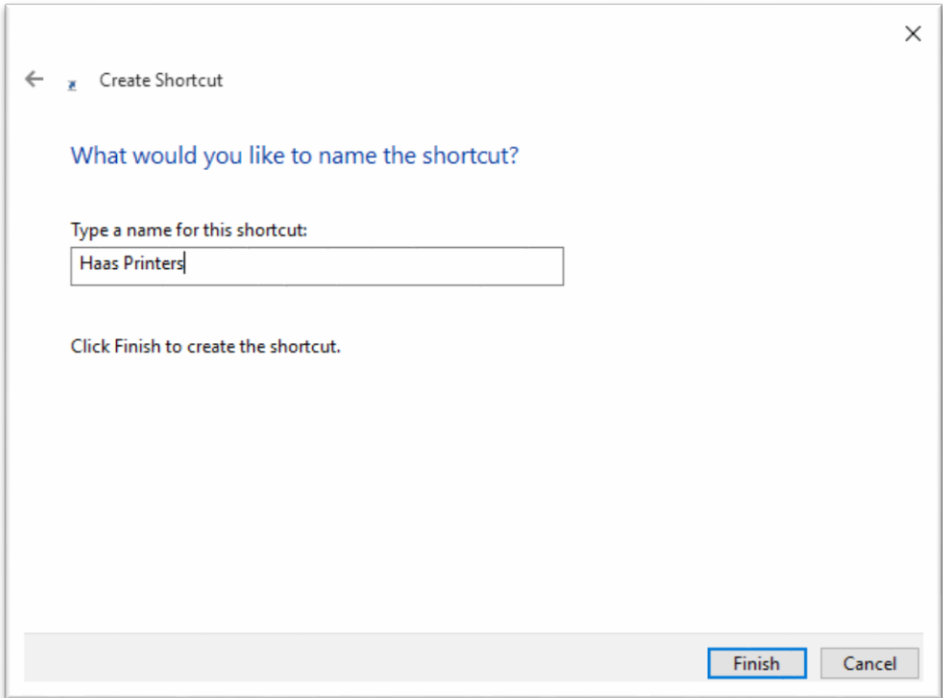 Create Shortcut
What would you like to name the shortcut?
Type a name for this shortcut:
Haas Printers
Click Finish to create the shortcut.
Finish Cancel